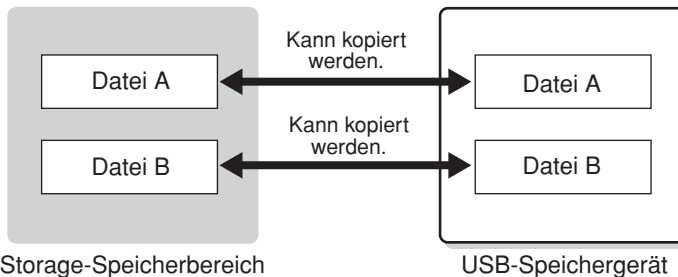 Kann kopiert
werden.
Datei A
Datei A
Kann kopiert
werden.
Datei B
Datei B
Storage-Speicherbereich
USB-Speichergerät